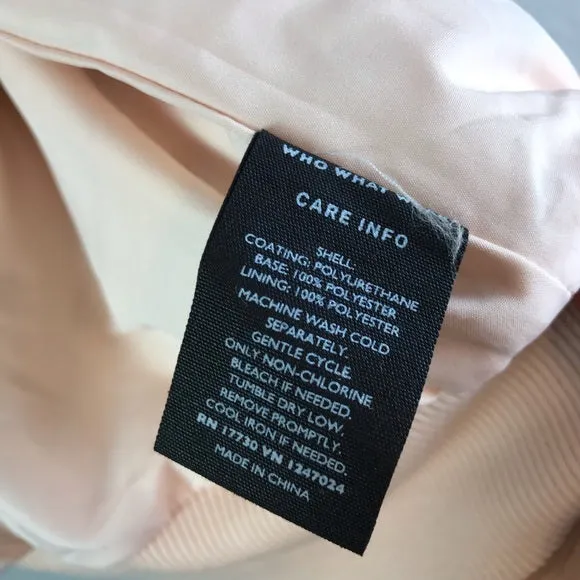 WHO WHAT
CARE INFO
SHELL:
COATING: POLYURETHANE
BASE: 100% POLYESTER
LINING: 100% POLYESTER
MACHINE WASH COLD
SEPARATELY.
GENTLE CYCLE.
ONLY NON-CHLORINE
BLEACH IF NEEDED.
TUMBLE DRY LOW.
REMOVE PROMPTLY.
COOL IRON IF NEEDED.
RN 17730 VN 1247024
MADE IN CHINA